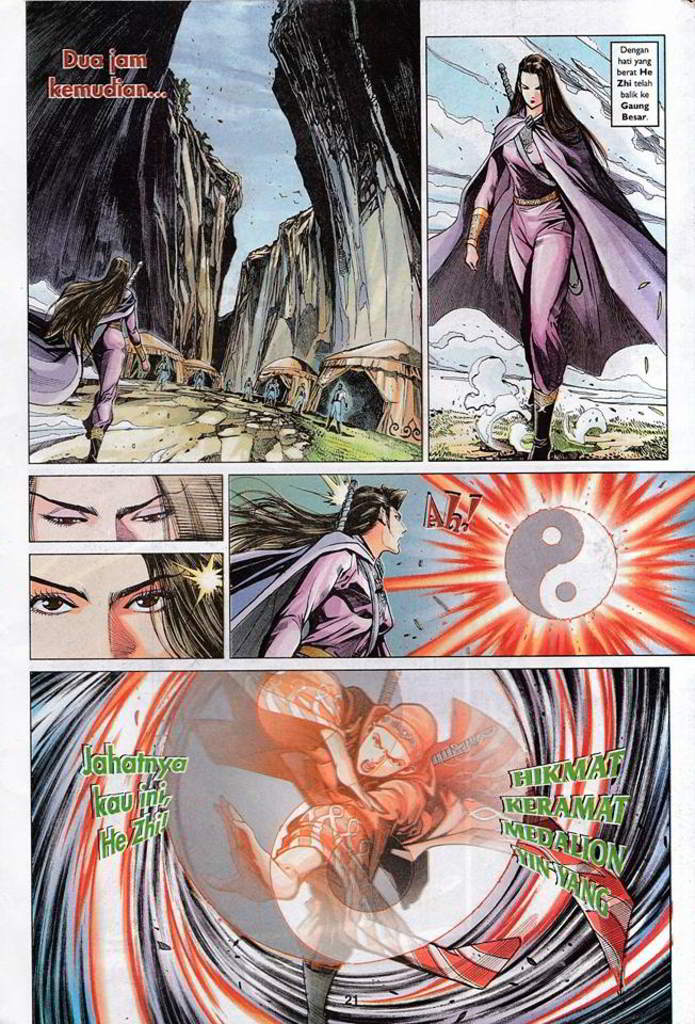 Dua jam
kemudian...
Dengan
hati yang
berat He
Zhi telah
balik ke
Gaung
Besar.
Ah!
Jahatnya
kau ini,
He Zhi!
HIKMAT
KERAMAT
MEDALION
YIN-YANG
21